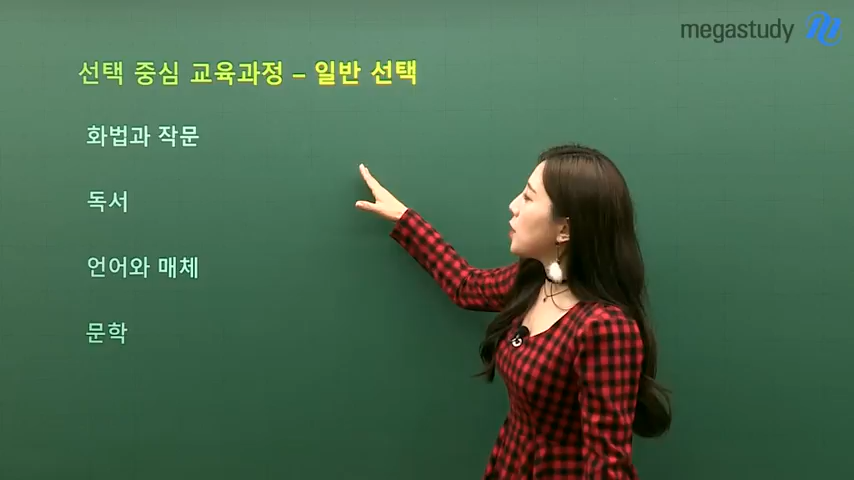 megastudy
선택 중심 교육과정 – 일반 선택
화법과 작문
독서
언어와 매체
문학